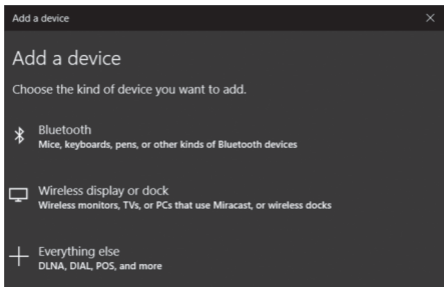 Add a device
Add a device
Choose the kind of device you want to add.
Bluetooth
Mice, keyboards, pens, or other kinds of Bluetooth devices
Wireless display or dock
Wireless monitors, TVs, or PCs that use Miracast, or wireless docks
Everything else
DLNA, DIAL, POS, and more